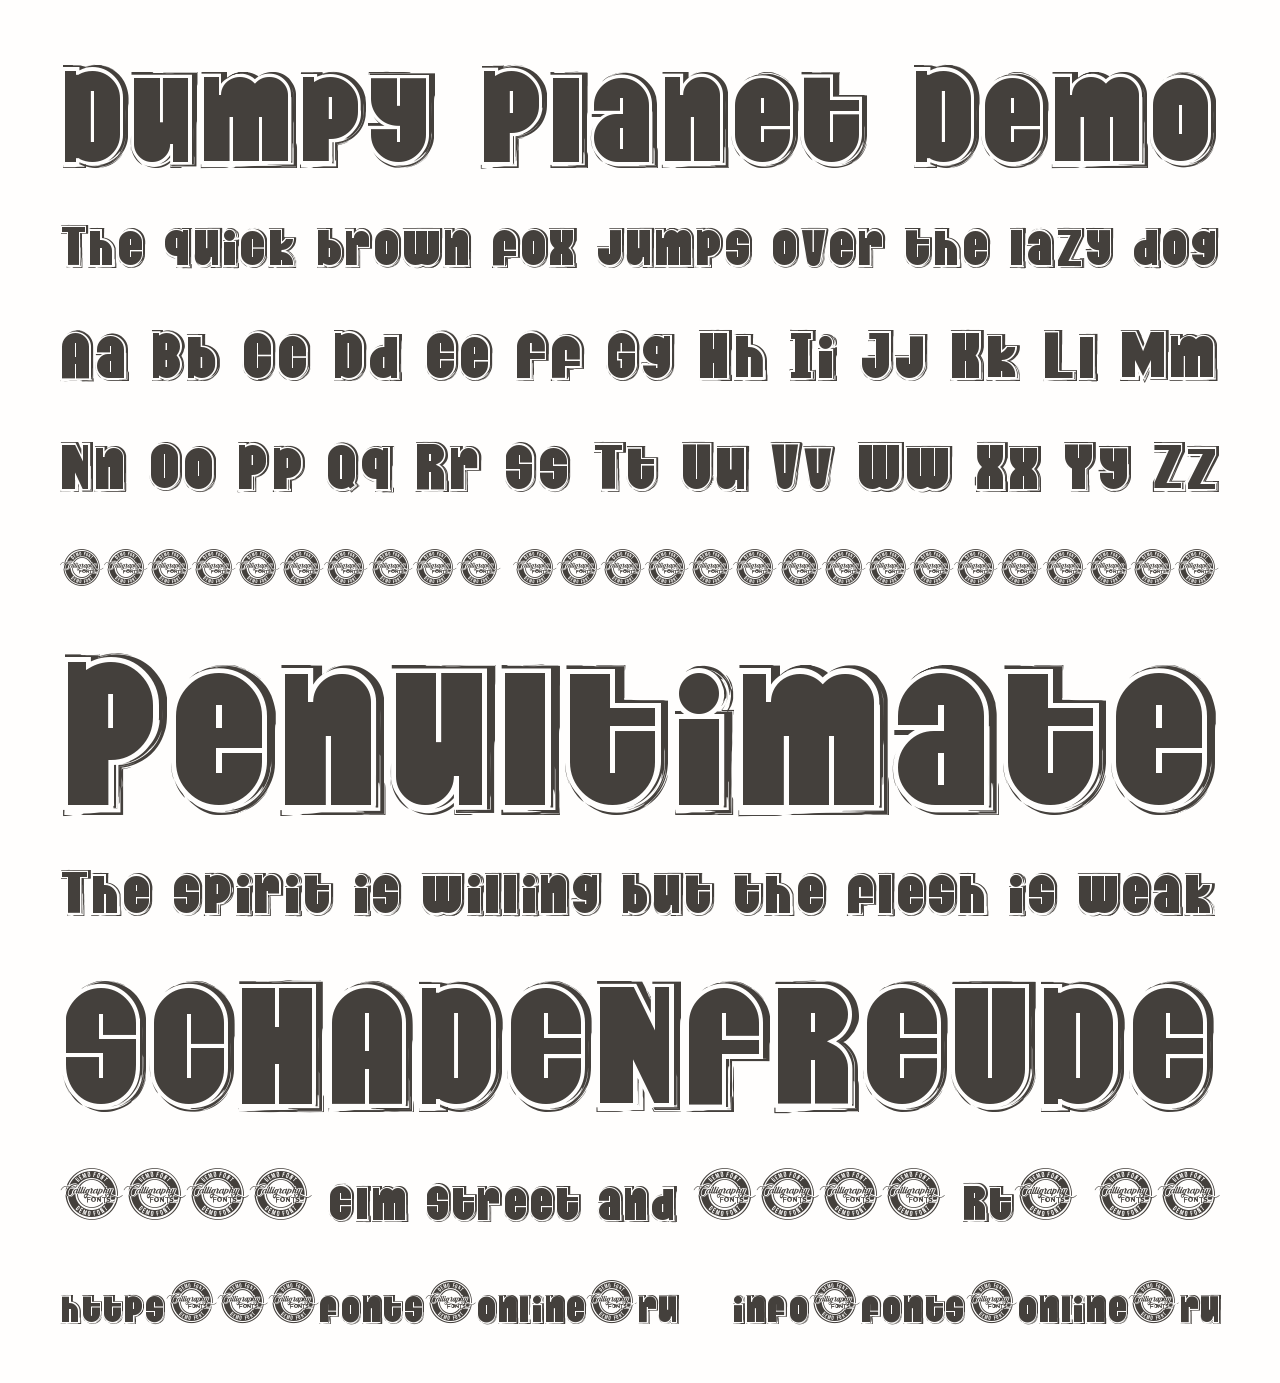 Dumpy Planet Demo
The quick brown fox jumps over the lazy dog
Aa Bb Cc Dd Ee Ff Gg Hh Ii Jj Kk Ll Mm
Nn Oo Pp Qq Rr Ss Tt Uu Vv Ww Xx Yy Zz
Penultimate
The spirit is willing but the flesh is weak
SCHADENFREUDE
Elm Street and Rt
https fonts online ru info fonts online ru